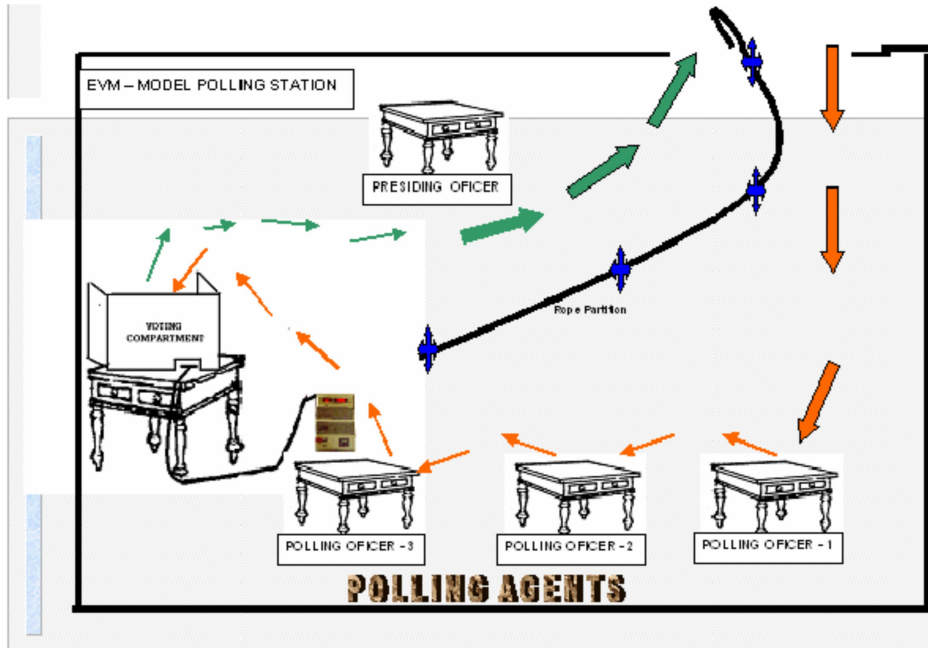 EVM – MODEL POLLING STATION
PRESIDING OFICER
VOTING
COMPARTMENT
Rope Partition
POLLING OFICER - 3
POLLING OFICER - 2
POLLING OFICER - 1
POLLING AGENTS